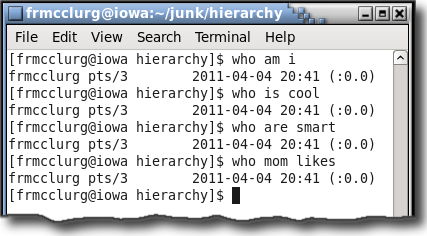 frmcclurg@iowa:~/junk/hierarchy
File Edit View Search Terminal Help
[frmcclurg@iowa hierarchy]$ who am i
frmcclurg pts/3        2011-04-04 20:41 (:0.0)
[frmcclurg@iowa hierarchy]$ who is cool
frmcclurg pts/3        2011-04-04 20:41 (:0.0)
[frmcclurg@iowa hierarchy]$ who are smart
frmcclurg pts/3        2011-04-04 20:41 (:0.0)
[frmcclurg@iowa hierarchy]$ who mom likes
frmcclurg pts/3        2011-04-04 20:41 (:0.0)
[frmcclurg@iowa hierarchy]$